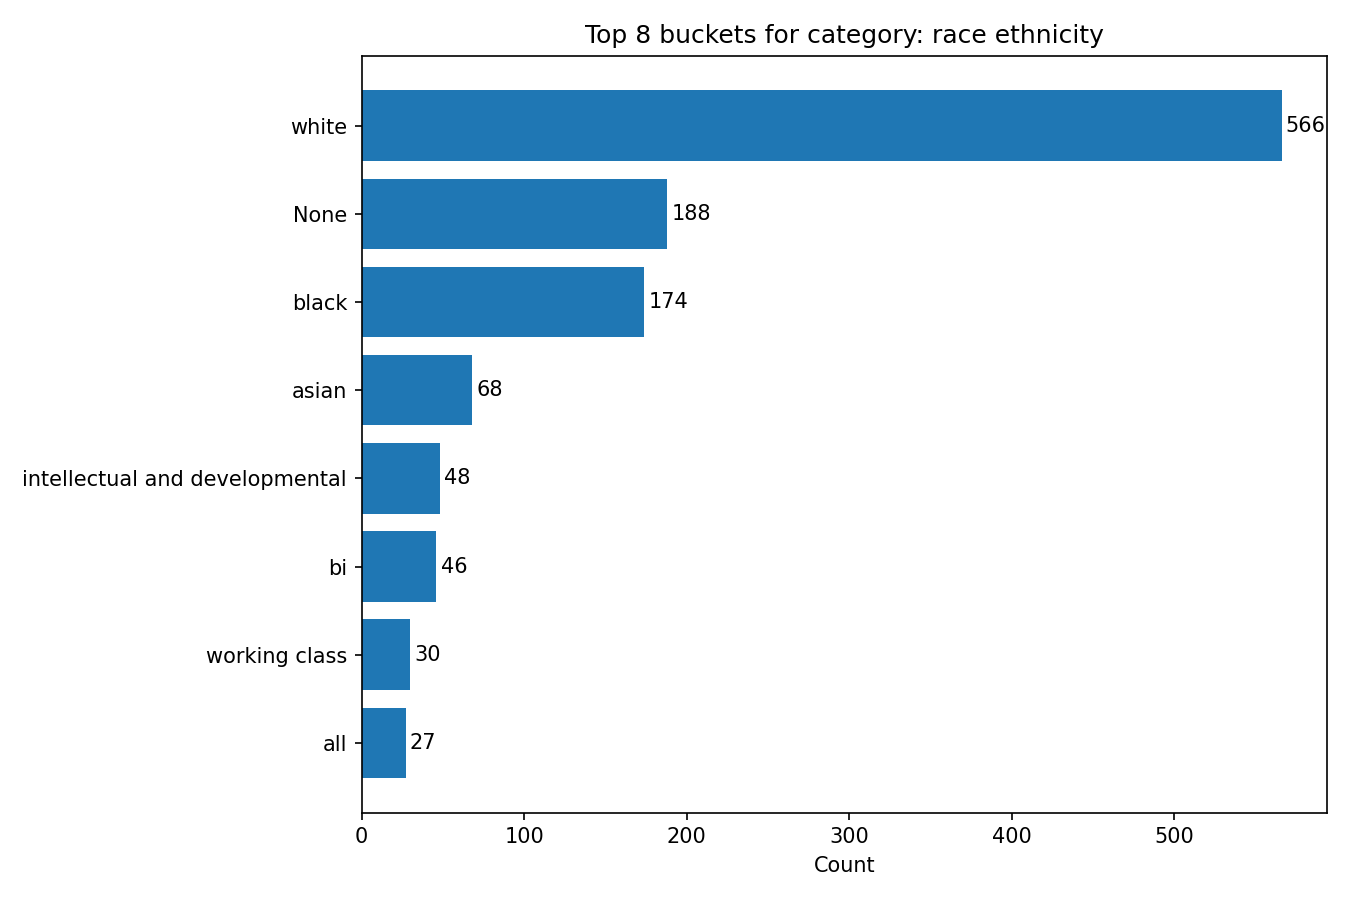 Top 8 buckets for category: race ethnicity
white 566
None 188
black 174
asian 68
intellectual and developmental 48
bi 46
working class 30
all 27
0 100 200 300 400 500
Count